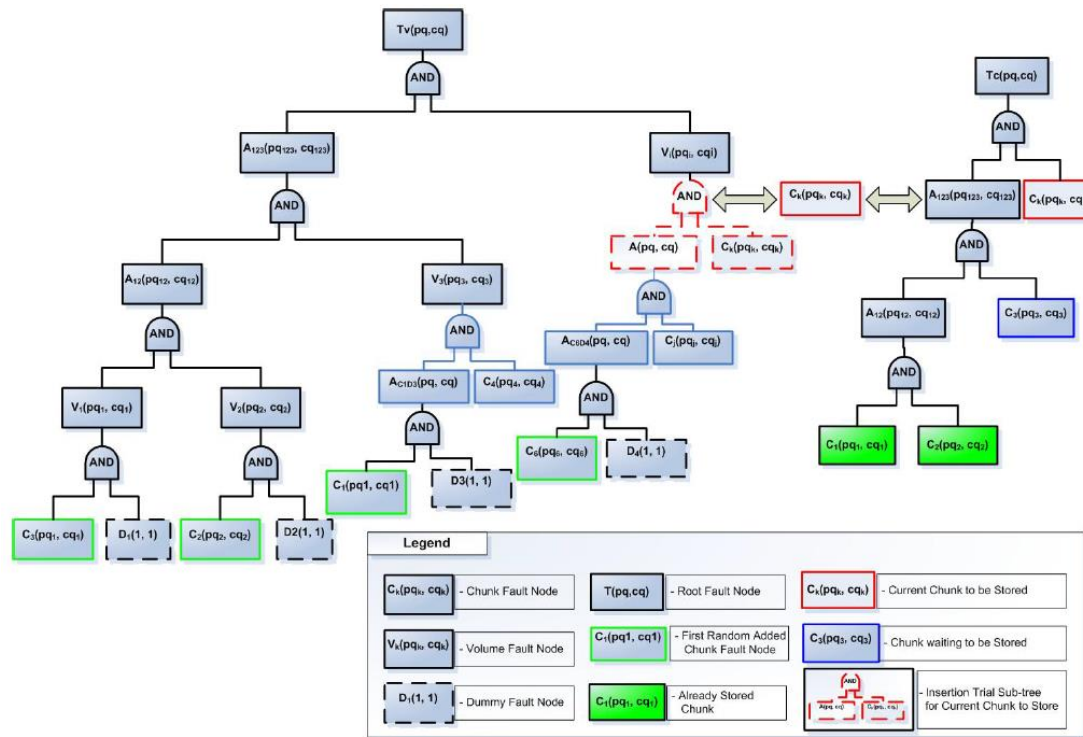 Tv(pq,cq)
AND
Tc(pq,cq)
AND
A₁₂₃(pq₁₂₃, cq₁₂₃)
Vᵢ(pqᵢ, cqi)
AND
AND
Cₖ(pqₖ, cqₖ)
A₁₂₃(pq₁₂₃, cq₁₂₃)
Cₖ(pqₖ, cq
A(pq, cq)
Cₖ(pqₖ, cqₖ)
AND
A₁₂(pq₁₂, cq₁₂)
V₃(pq₃, cq₃)
AND
A₁₂(pq₁₂, cq₁₂)
C₃(pq₃, cq₃)
AND
AND
A_C6D4(pq, cq)
Cⱼ(pqⱼ, cqⱼ)
AND
V₁(pq₁, cq₁)
V₂(pq₂, cq₂)
A_C1D3(pq, cq)
C₄(pq₄, cq₄)
AND
C₁(pq₁, cq₁)
C₂(pq₂, cq₂)
AND
AND
AND
C₆(pq₆, cq₆)
D₄(1, 1)
C₁(pq1, cq1)
D3(1, 1)
C₃(pq₁, cq₁)
D₁(1, 1)
C₂(pq₂, cq₂)
D2(1, 1)
Legend
Cₖ(pqₖ, cqₖ)
- Chunk Fault Node
T(pq,cq)
- Root Fault Node
Cₖ(pqₖ, cqₖ)
- Current Chunk to be Stored
Vₖ(pqₖ, cqₖ)
- Volume Fault Node
C₁(pq1, cq1)
- First Random Added
Chunk Fault Node
C₃(pq₃, cq₃)
- Chunk waiting to be Stored
D₁(1, 1)
- Dummy Fault Node
C₁(pq₁, cq₁)
- Already Stored
Chunk
AND
A(pq, cq)
- Insertion Trial Sub-tree
for Current Chunk to Store